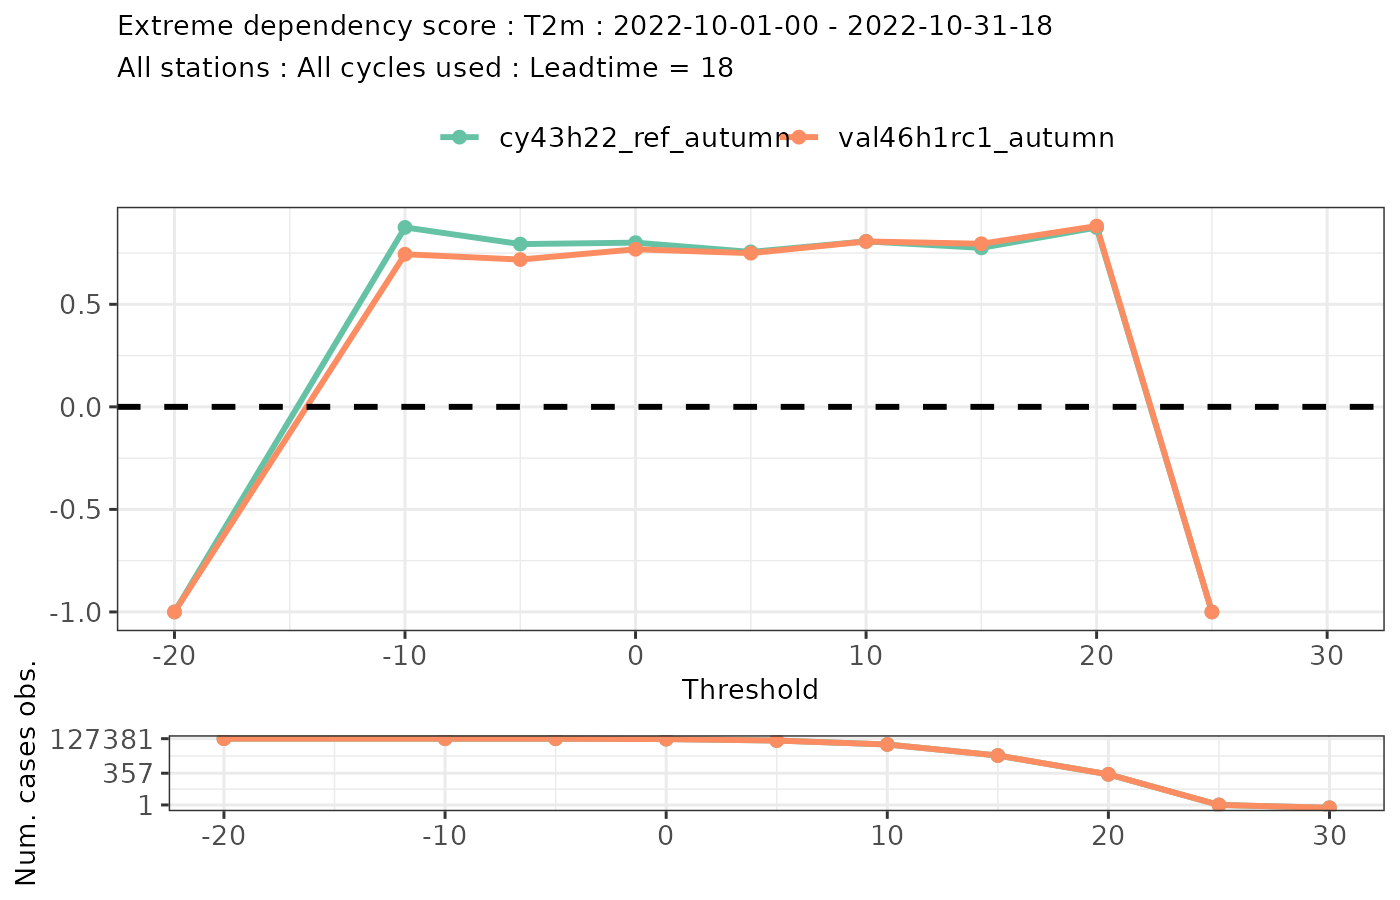 Extreme dependency score : T2m : 2022-10-01-00 - 2022-10-31-18
All stations : All cycles used : Leadtime = 18
cy43h22_ref_autumn val46h1rc1_autumn
0.5
0.0
-0.5
-1.0
-20 -10 0 10 20 30
Threshold
Num. cases obs.
127381
357
1
-20 -10 0 10 20 30